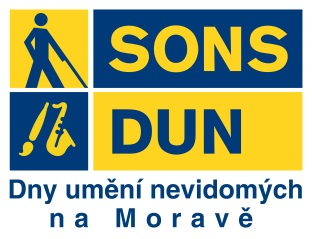 SONS
DUN
Dny umění nevidomých
na Moravě